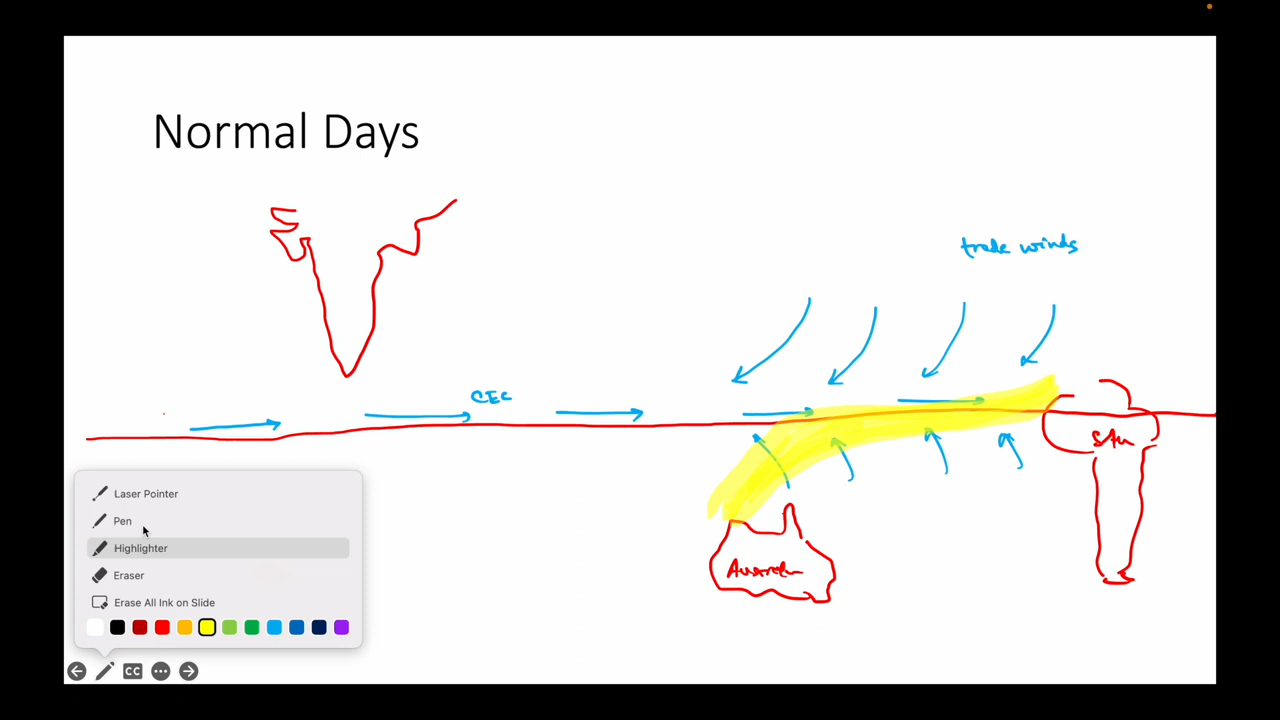 Normal Days
trade winds
CEC
Laser Pointer
Pen
Highlighter
Eraser
Erase All Ink on Slide
CC